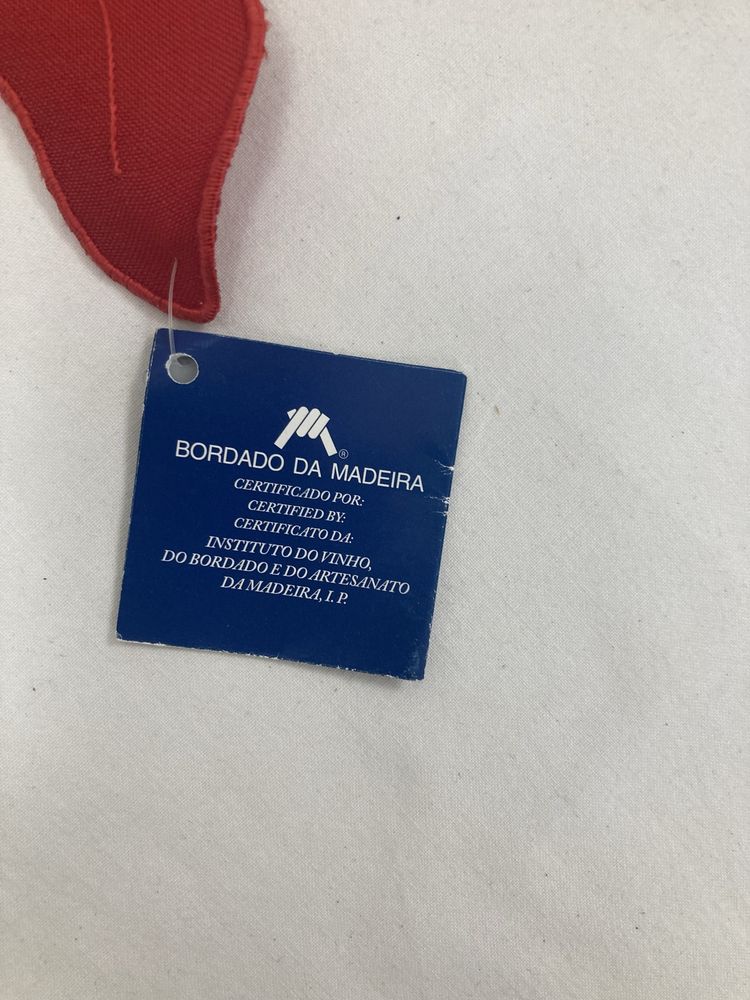 ®
BORDADO DA MADEIRA
CERTIFICADO POR:
CERTIFIED BY:
CERTIFICATO DA:
INSTITUTO DO VINHO,
DO BORDADO E DO ARTESANATO
DA MADEIRA, I. P.